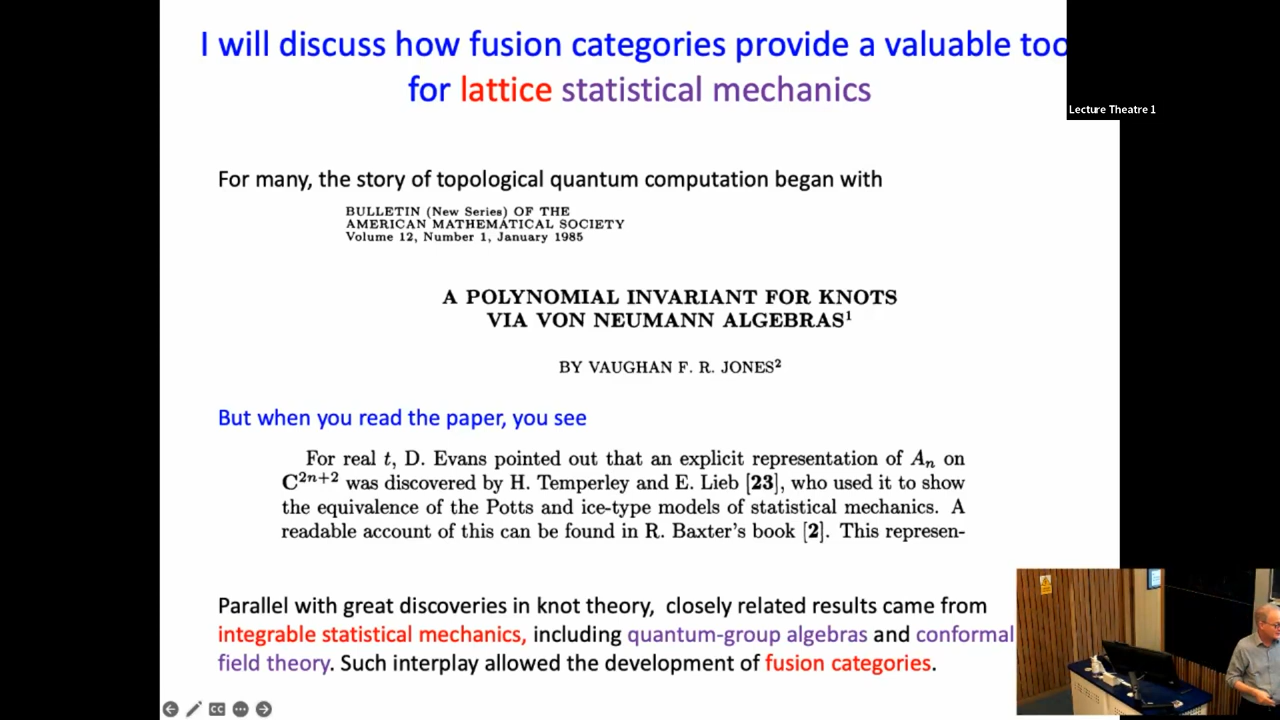 I will discuss how fusion categories provide a valuable too
for lattice statistical mechanics
Lecture Theatre 1
For many, the story of topological quantum computation began with
BULLETIN (New Series) OF THE
AMERICAN MATHEMATICAL SOCIETY
Volume 12, Number 1, January 1985
A POLYNOMIAL INVARIANT FOR KNOTS
VIA VON NEUMANN ALGEBRAS¹
BY VAUGHAN F. R. JONES²
But when you read the paper, you see
For real t, D. Evans pointed out that an explicit representation of Aₙ on
C²ⁿ⁺² was discovered by H. Temperley and E. Lieb [23], who used it to show
the equivalence of the Potts and ice-type models of statistical mechanics. A
readable account of this can be found in R. Baxter's book [2]. This represen-
Parallel with great discoveries in knot theory, closely related results came from
integrable statistical mechanics, including quantum-group algebras and conformal
field theory. Such interplay allowed the development of fusion categories.
CC